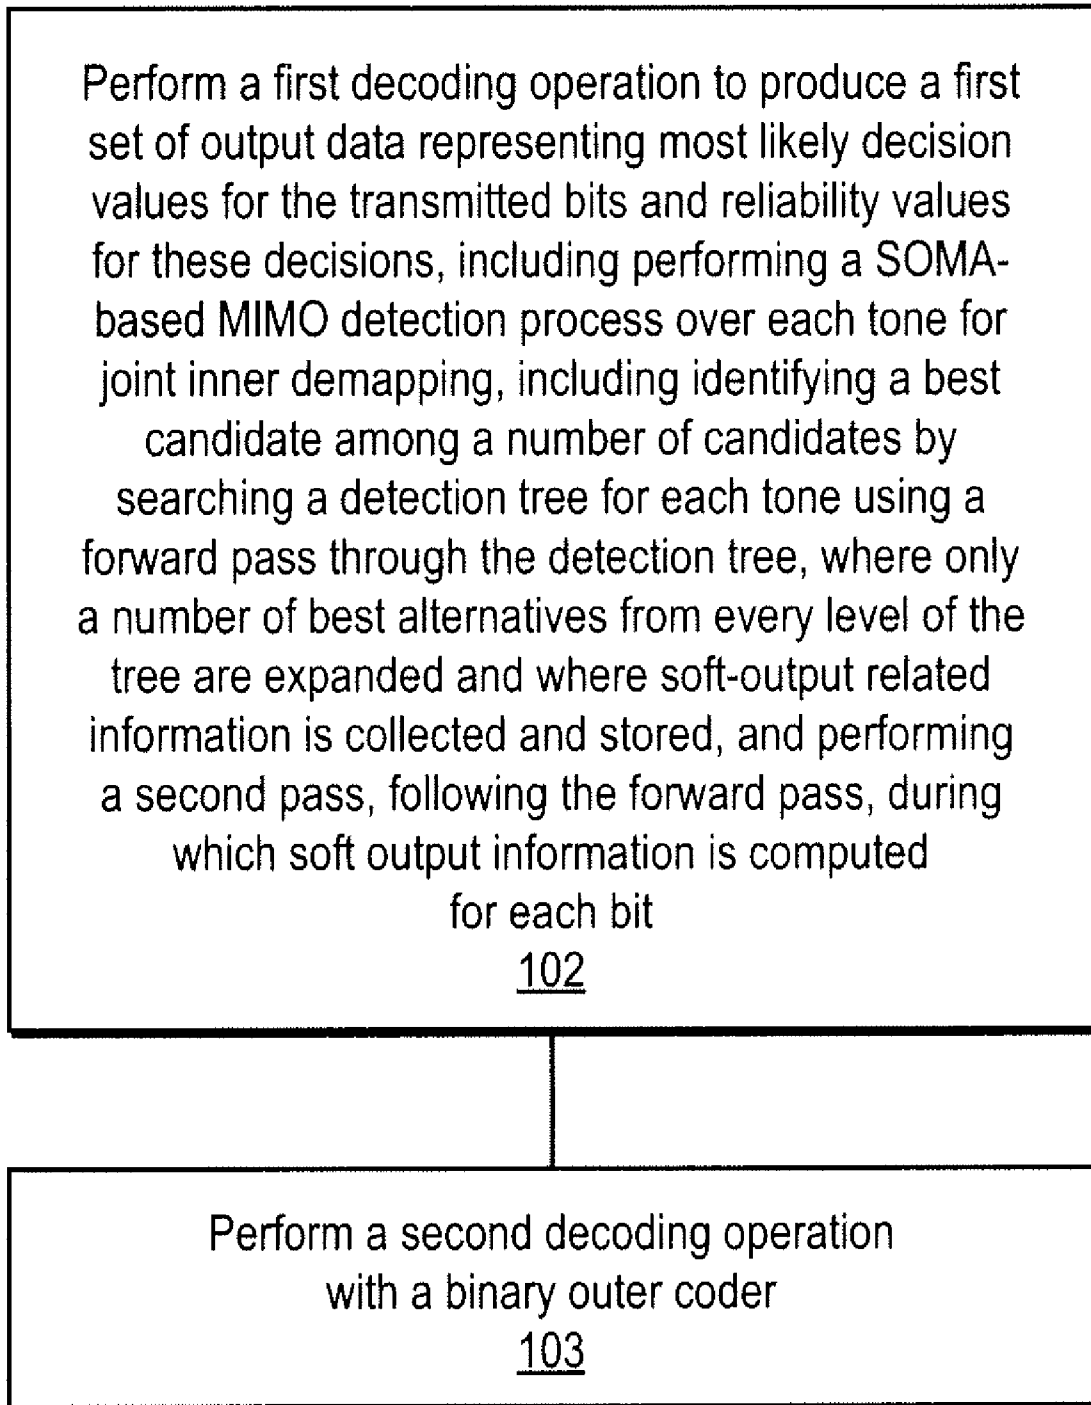 Perform a first decoding operation to produce a first
set of output data representing most likely decision
values for the transmitted bits and reliability values
for these decisions, including performing a SOMA-
based MIMO detection process over each tone for
joint inner demapping, including identifying a best
candidate among a number of candidates by
searching a detection tree for each tone using a
forward pass through the detection tree, where only
a number of best alternatives from every level of the
tree are expanded and where soft-output related
information is collected and stored, and performing
a second pass, following the forward pass, during
which soft output information is computed
for each bit
102
Perform a second decoding operation
with a binary outer coder
103